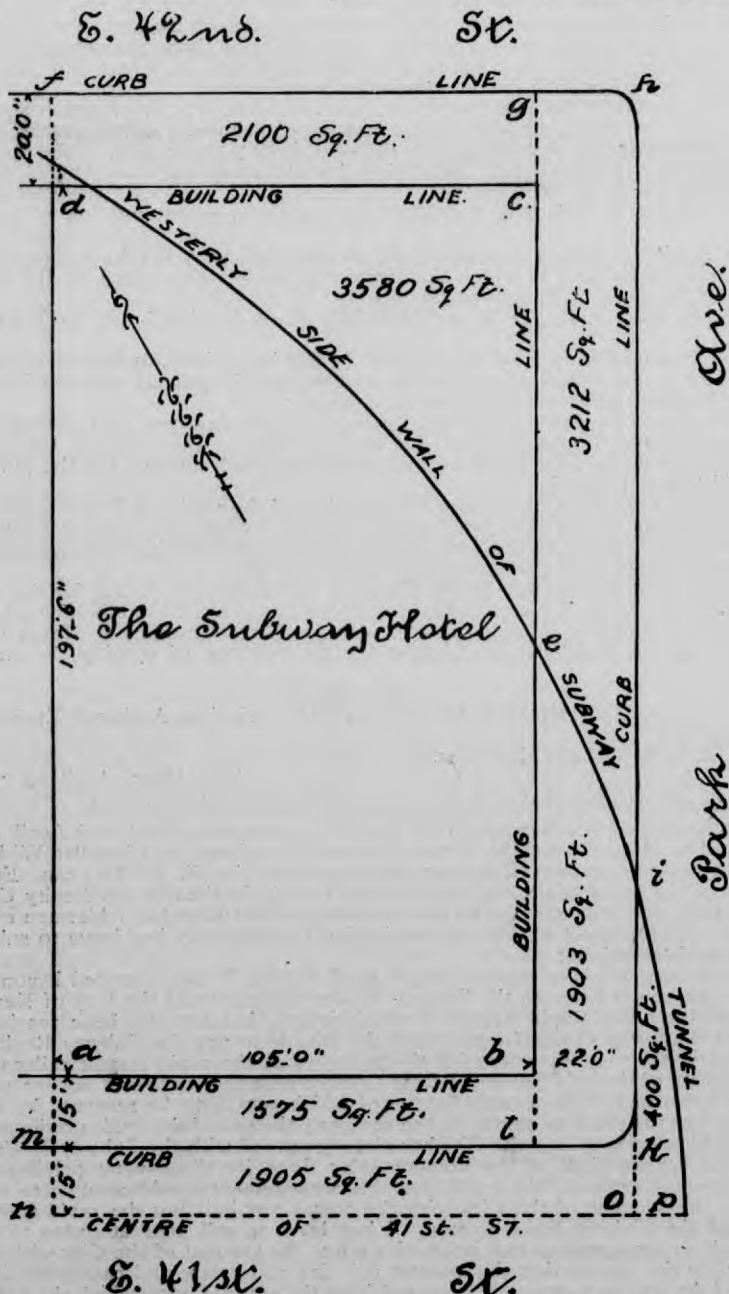 E. 42nd. St.
f CURB LINE h
g
20'.0"
2100 Sq. Ft.
d BUILDING LINE. C.
WESTERLY SIDE WALL OF SUBWAY TUNNEL
3580 Sq Ft.
LINE
3212 Sq. Ft
LINE
Ave.
197'.6"
The Subway Hotel
e
CURB
Park
i
BUILDING
1903 Sq. Ft.
400 Sq. Ft.
a 105'.0" b 22'.0"
BUILDING LINE
15'
1575 Sq. Ft.
m l
CURB LINE H
15'
1905 Sq. Ft.
n O P
CENTRE OF 41 St. ST.
E. 41st. St.